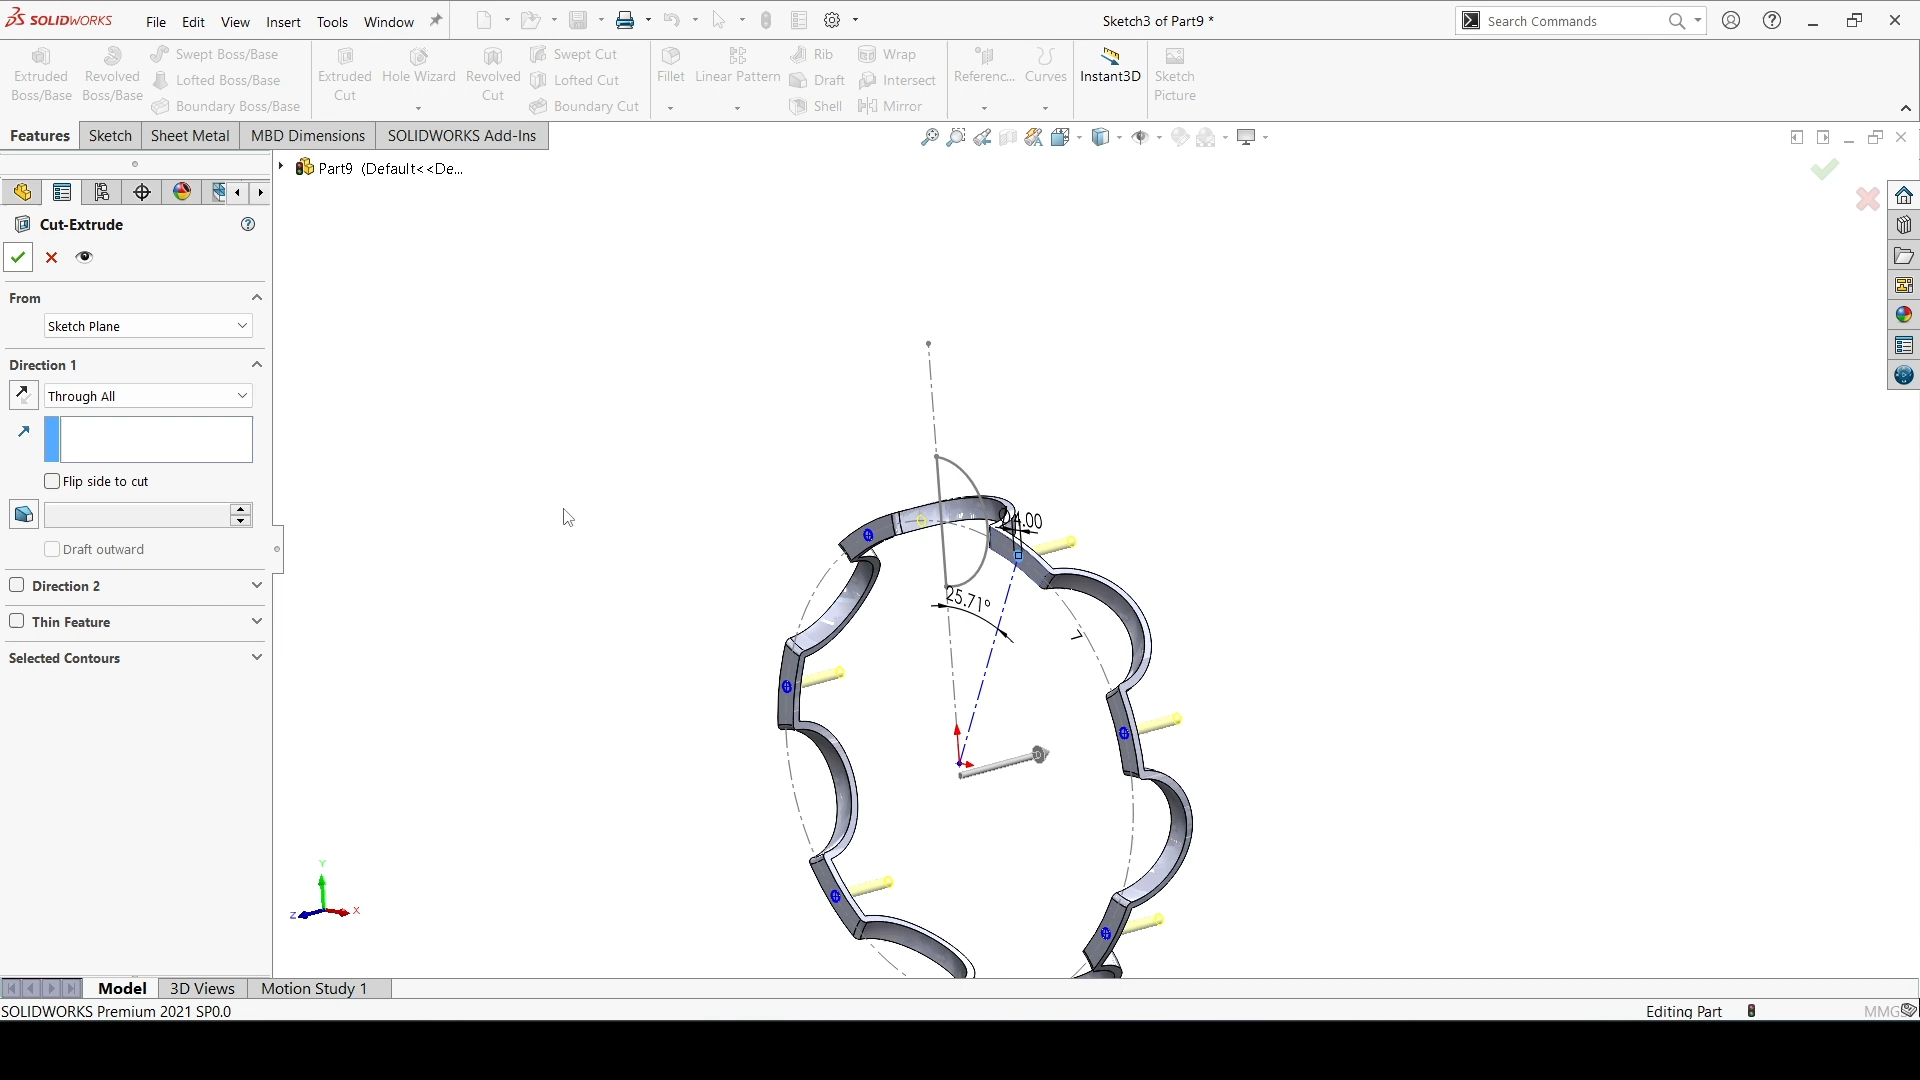 SOLIDWORKS File Edit View Insert Tools Window Sketch3 of Part9 * Search Commands
Extruded Boss/Base
Revolved Boss/Base
Swept Boss/Base
Lofted Boss/Base
Boundary Boss/Base
Extruded Cut
Hole Wizard
Revolved Cut
Swept Cut
Lofted Cut
Boundary Cut
Fillet
Linear Pattern
Rib
Draft
Shell
Wrap
Intersect
Mirror
Referenc...
Curves
Instant3D
Sketch Picture
Features Sketch Sheet Metal MBD Dimensions SOLIDWORKS Add-Ins
Part9 (Default<<De...
Cut-Extrude
From
Sketch Plane
Direction 1
Through All
Flip side to cut
Draft outward
Direction 2
Thin Feature
Selected Contours
4.00
25.71°
7
Y
Z
X
Model 3D Views Motion Study 1
SOLIDWORKS Premium 2021 SP0.0 Editing Part